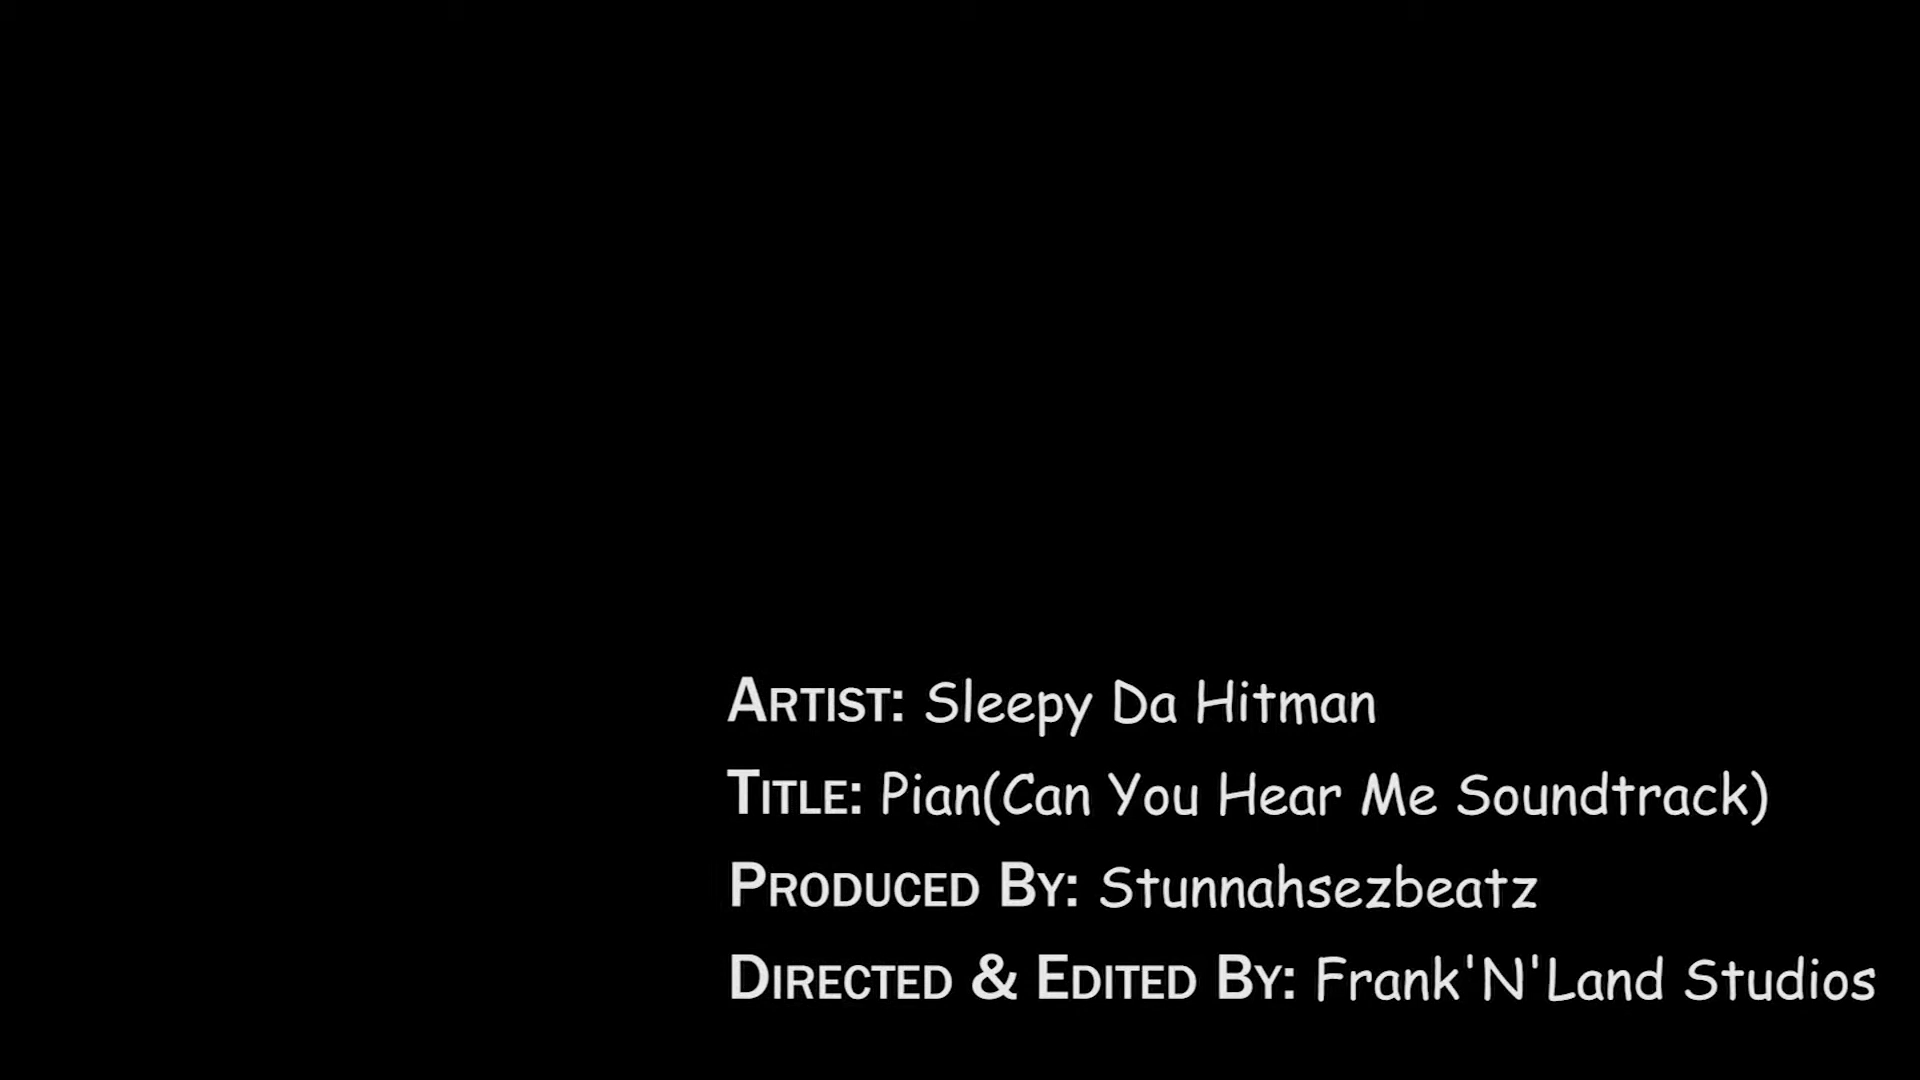 Artist: Sleepy Da Hitman
Title: Pian(Can You Hear Me Soundtrack)
Produced By: Stunnahsezbeatz
Directed & Edited By: Frank'N'Land Studios